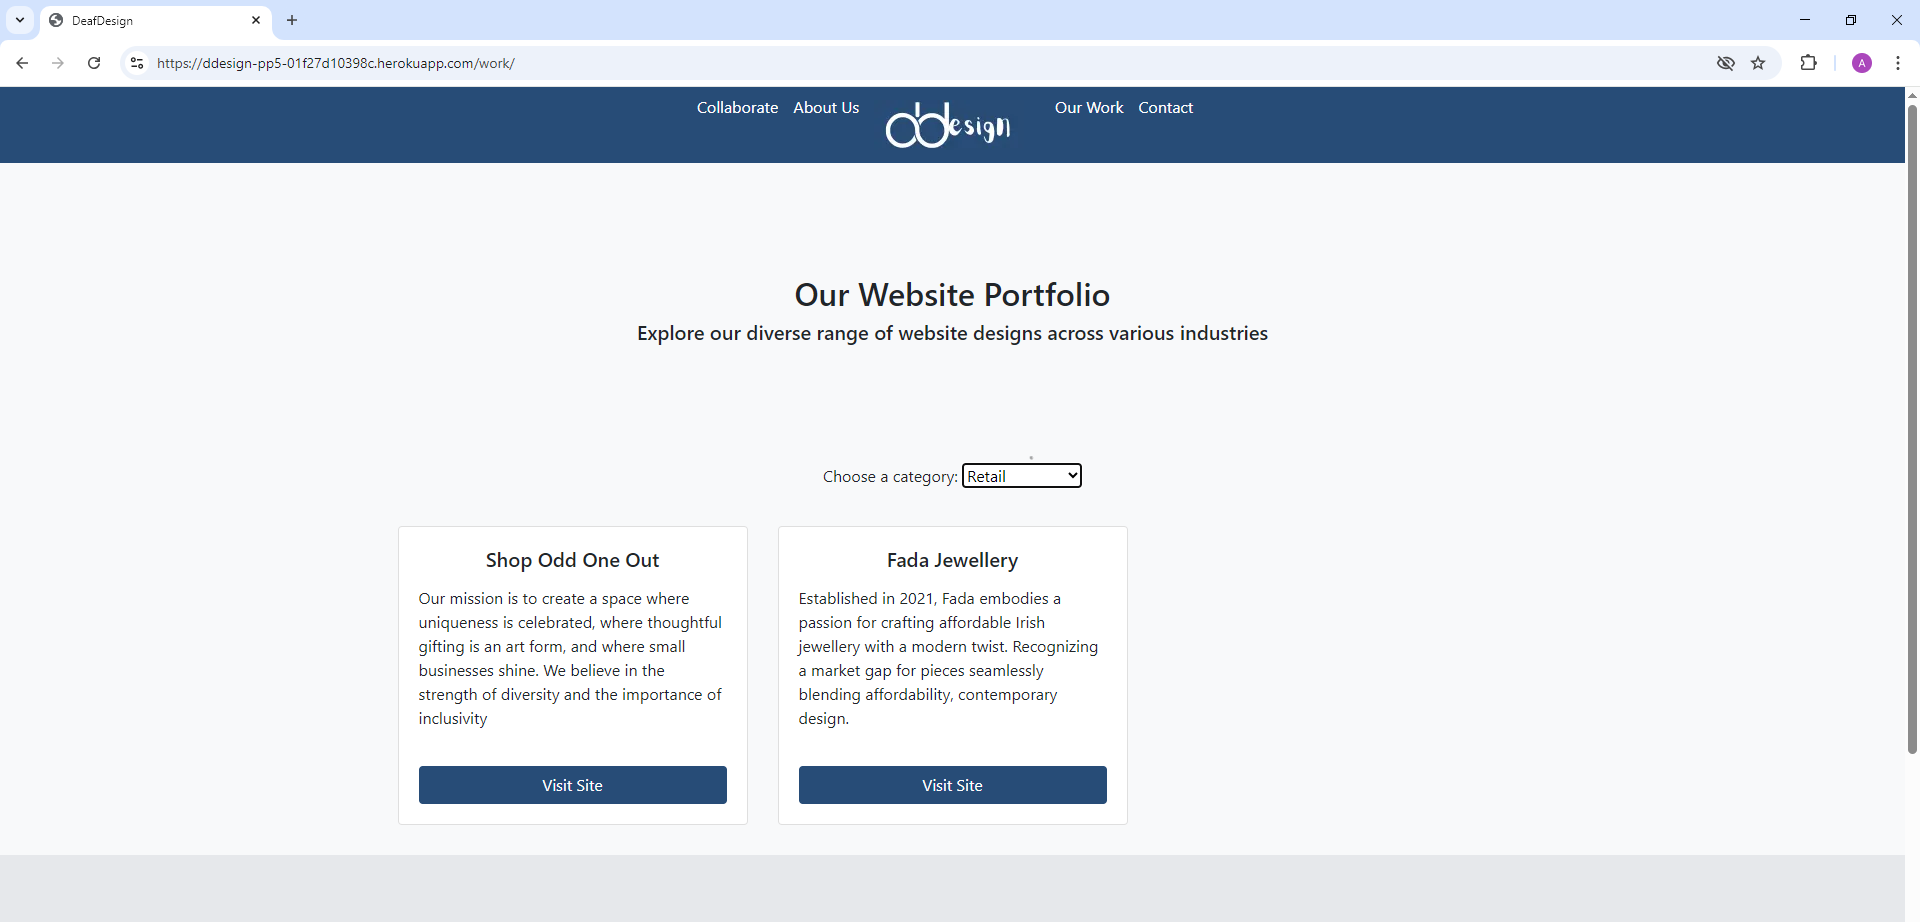 DeafDesign
https://ddesign-pp5-01f27d10398c.herokuapp.com/work/
A
Collaborate About Us ddesign Our Work Contact
Our Website Portfolio
Explore our diverse range of website designs across various industries
Choose a category: Retail
Shop Odd One Out
Our mission is to create a space where
uniqueness is celebrated, where thoughtful
gifting is an art form, and where small
businesses shine. We believe in the
strength of diversity and the importance of
inclusivity
Visit Site
Fada Jewellery
Established in 2021, Fada embodies a
passion for crafting affordable Irish
jewellery with a modern twist. Recognizing
a market gap for pieces seamlessly
blending affordability, contemporary
design.
Visit Site